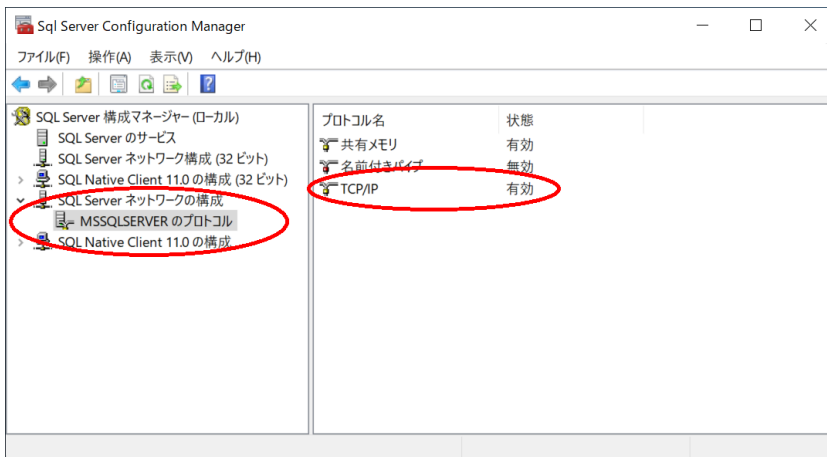 Sql Server Configuration Manager
ファイル(F) 操作(A) 表示(V) ヘルプ(H)
SQL Server 構成マネージャー (ローカル)
SQL Server のサービス
SQL Server ネットワーク構成 (32 ビット)
SQL Native Client 11.0 の構成 (32 ビット)
SQL Server ネットワークの構成
MSSQLSERVER のプロトコル
SQL Native Client 11.0 の構成
プロトコル名 状態
共有メモリ 有効
名前付きパイプ 無効
TCP/IP 有効